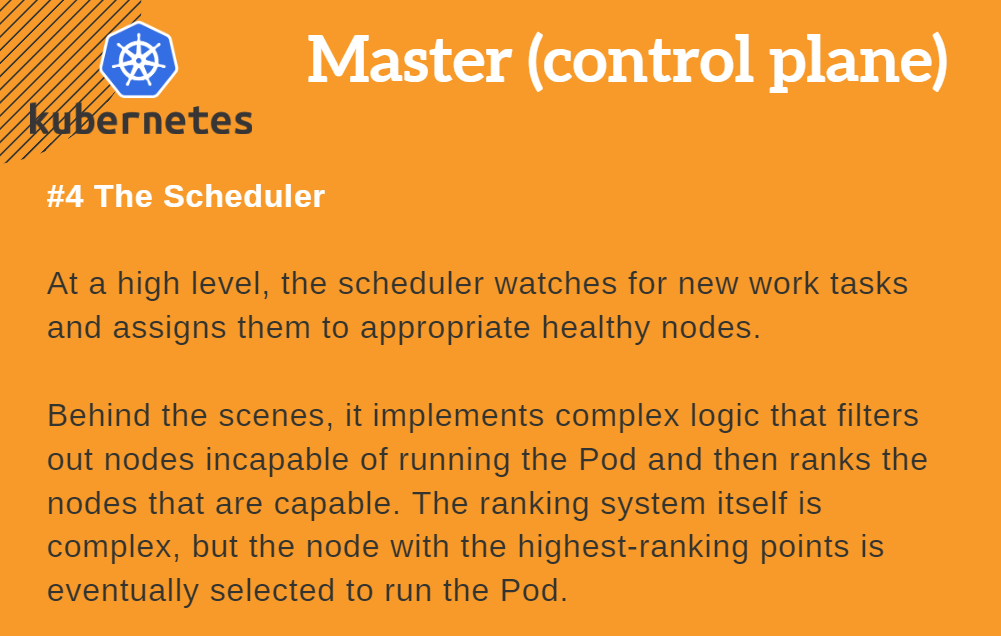 Master (control plane)
kubernetes
#4 The Scheduler
At a high level, the scheduler watches for new work tasks
and assigns them to appropriate healthy nodes.
Behind the scenes, it implements complex logic that filters
out nodes incapable of running the Pod and then ranks the
nodes that are capable. The ranking system itself is
complex, but the node with the highest-ranking points is
eventually selected to run the Pod.